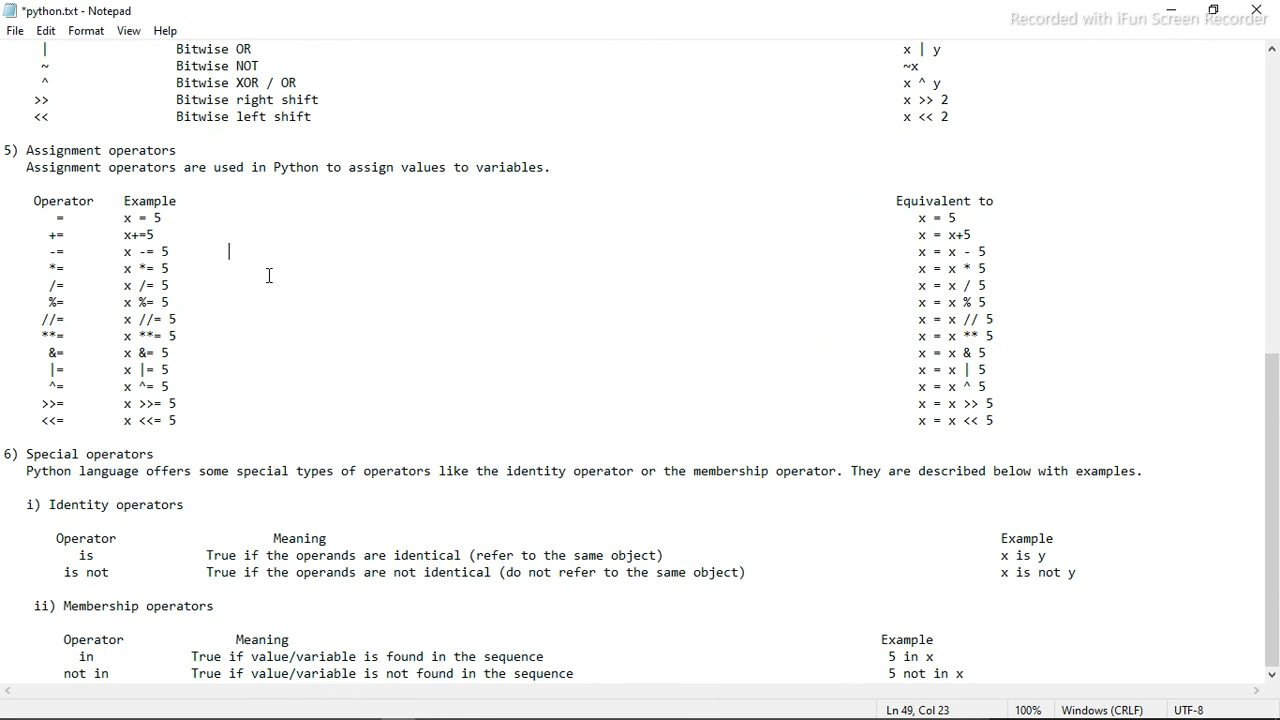 *python.txt - Notepad
Recorded with iFun Screen Recorder
File Edit Format View Help
| Bitwise OR x | y
~ Bitwise NOT ~x
^ Bitwise XOR / OR x ^ y
>> Bitwise right shift x >> 2
<< Bitwise left shift x << 2
5) Assignment operators
Assignment operators are used in Python to assign values to variables.
Operator Example Equivalent to
= x = 5 x = 5
+= x+=5 x = x+5
-= x -= 5 x = x - 5
*= x *= 5 x = x * 5
/= x /= 5 x = x / 5
%= x %= 5 x = x % 5
//= x //= 5 x = x // 5
**= x **= 5 x = x ** 5
&= x &= 5 x = x & 5
|= x |= 5 x = x | 5
^= x ^= 5 x = x ^ 5
>>= x >>= 5 x = x >> 5
<<= x <<= 5 x = x << 5
6) Special operators
Python language offers some special types of operators like the identity operator or the membership operator. They are described below with examples.
i) Identity operators
Operator Meaning Example
is True if the operands are identical (refer to the same object) x is y
is not True if the operands are not identical (do not refer to the same object) x is not y
ii) Membership operators
Operator Meaning Example
in True if value/variable is found in the sequence 5 in x
not in True if value/variable is not found in the sequence 5 not in x
Ln 49, Col 23 100% Windows (CRLF) UTF-8